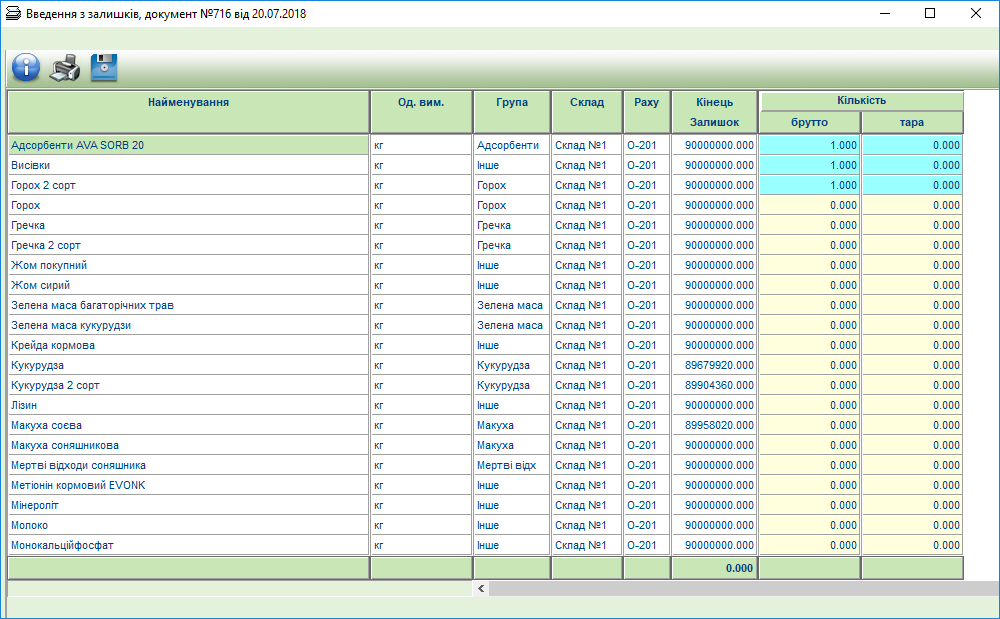 Введення з залишків, документ №716 від 20.07.2018
Найменування Од. вим. Група Склад Раху Кінець Залишок Кількість
брутто тара
Адсорбенти AVA SORB 20 кг Адсорбенти Склад №1 О-201 90000000.000 1.000 0.000
Висівки кг Інше Склад №1 О-201 90000000.000 1.000 0.000
Горох 2 сорт кг Горох Склад №1 О-201 90000000.000 1.000 0.000
Горох кг Горох Склад №1 О-201 90000000.000 0.000 0.000
Гречка кг Гречка Склад №1 О-201 90000000.000 0.000 0.000
Гречка 2 сорт кг Гречка Склад №1 О-201 90000000.000 0.000 0.000
Жом покупний кг Інше Склад №1 О-201 90000000.000 0.000 0.000
Жом сирий кг Інше Склад №1 О-201 90000000.000 0.000 0.000
Зелена маса багаторічних трав кг Зелена маса Склад №1 О-201 90000000.000 0.000 0.000
Зелена маса кукурудзи кг Зелена маса Склад №1 О-201 90000000.000 0.000 0.000
Крейда кормова кг Інше Склад №1 О-201 90000000.000 0.000 0.000
Кукурудза кг Кукурудза Склад №1 О-201 89679920.000 0.000 0.000
Кукурудза 2 сорт кг Кукурудза Склад №1 О-201 89904360.000 0.000 0.000
Лізин кг Інше Склад №1 О-201 90000000.000 0.000 0.000
Макуха соєва кг Макуха Склад №1 О-201 89958020.000 0.000 0.000
Макуха соняшникова кг Макуха Склад №1 О-201 90000000.000 0.000 0.000
Мертві відходи соняшника кг Мертві відх Склад №1 О-201 90000000.000 0.000 0.000
Метіонін кормовий EVONK кг Інше Склад №1 О-201 90000000.000 0.000 0.000
Мінероліт кг Інше Склад №1 О-201 90000000.000 0.000 0.000
Молоко кг Інше Склад №1 О-201 90000000.000 0.000 0.000
Монокальційфосфат кг Інше Склад №1 О-201 90000000.000 0.000 0.000
0.000